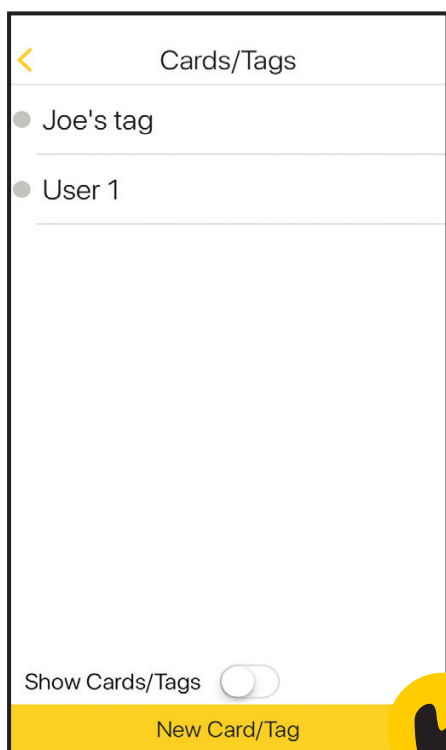 Cards/Tags
Joe's tag
User 1
Show Cards/Tags
New Card/Tag